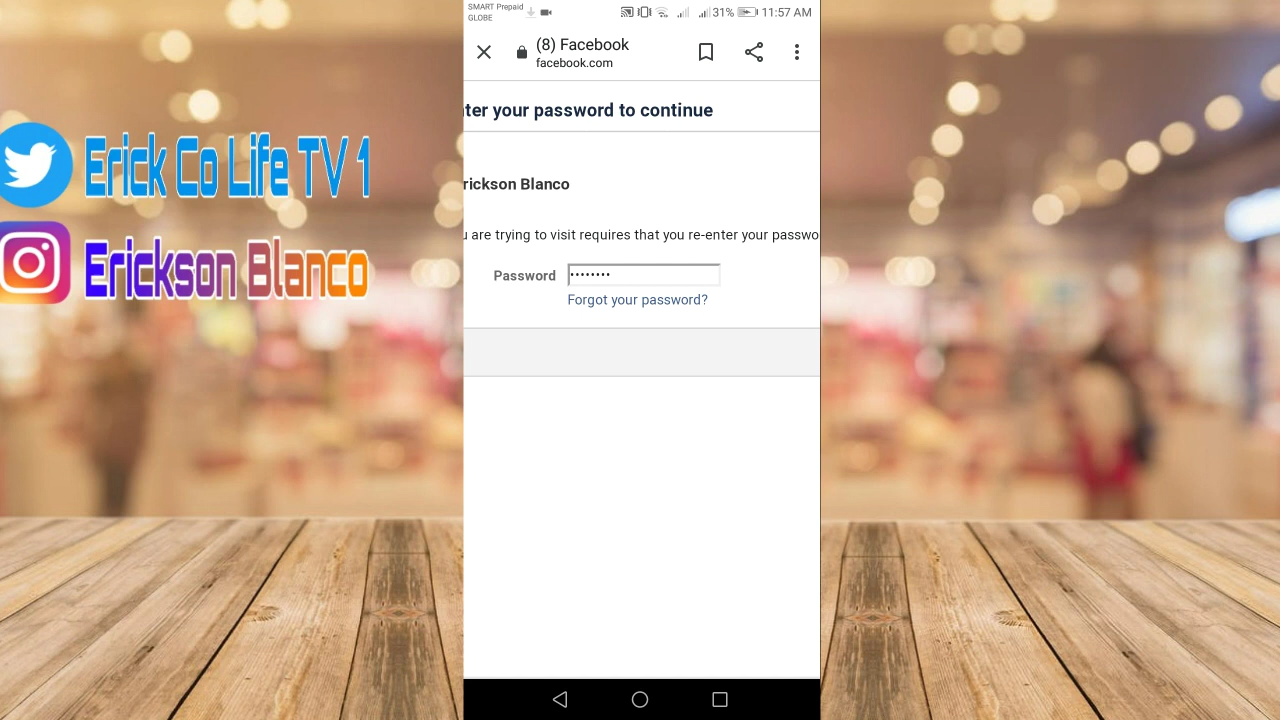 Erick Co Life TV 1
Erickson Blanco
SMART Prepaid
GLOBE
31% 11:57 AM
(8) Facebook
facebook.com
ter your password to continue
rickson Blanco
u are trying to visit requires that you re-enter your passwo
Password ••••••••
Forgot your password?